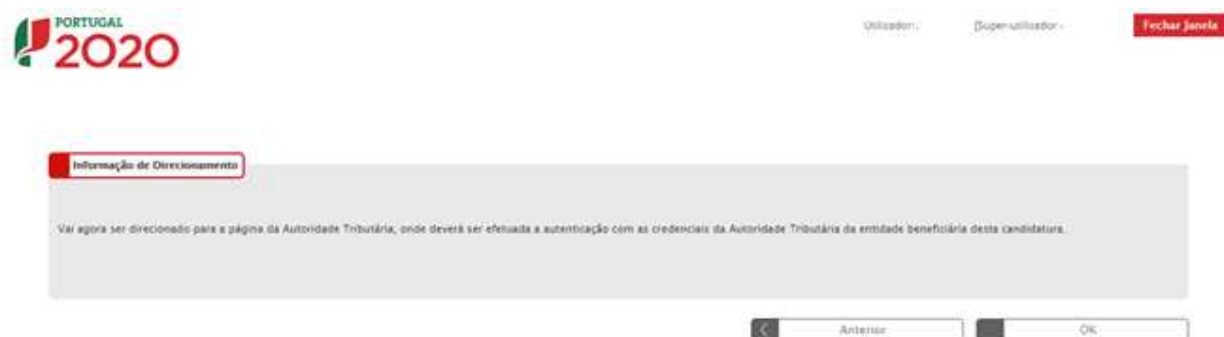 PORTUGAL
2020
Utilizador:
(Super-utilizador -
Fechar Janela
Informação de Direcionamento
Vai agora ser direcionado para a página da Autoridade Tributária, onde deverá ser efetuada a autenticação com as credenciais da Autoridade Tributária da entidade beneficiária desta candidatura.
Anterior
OK